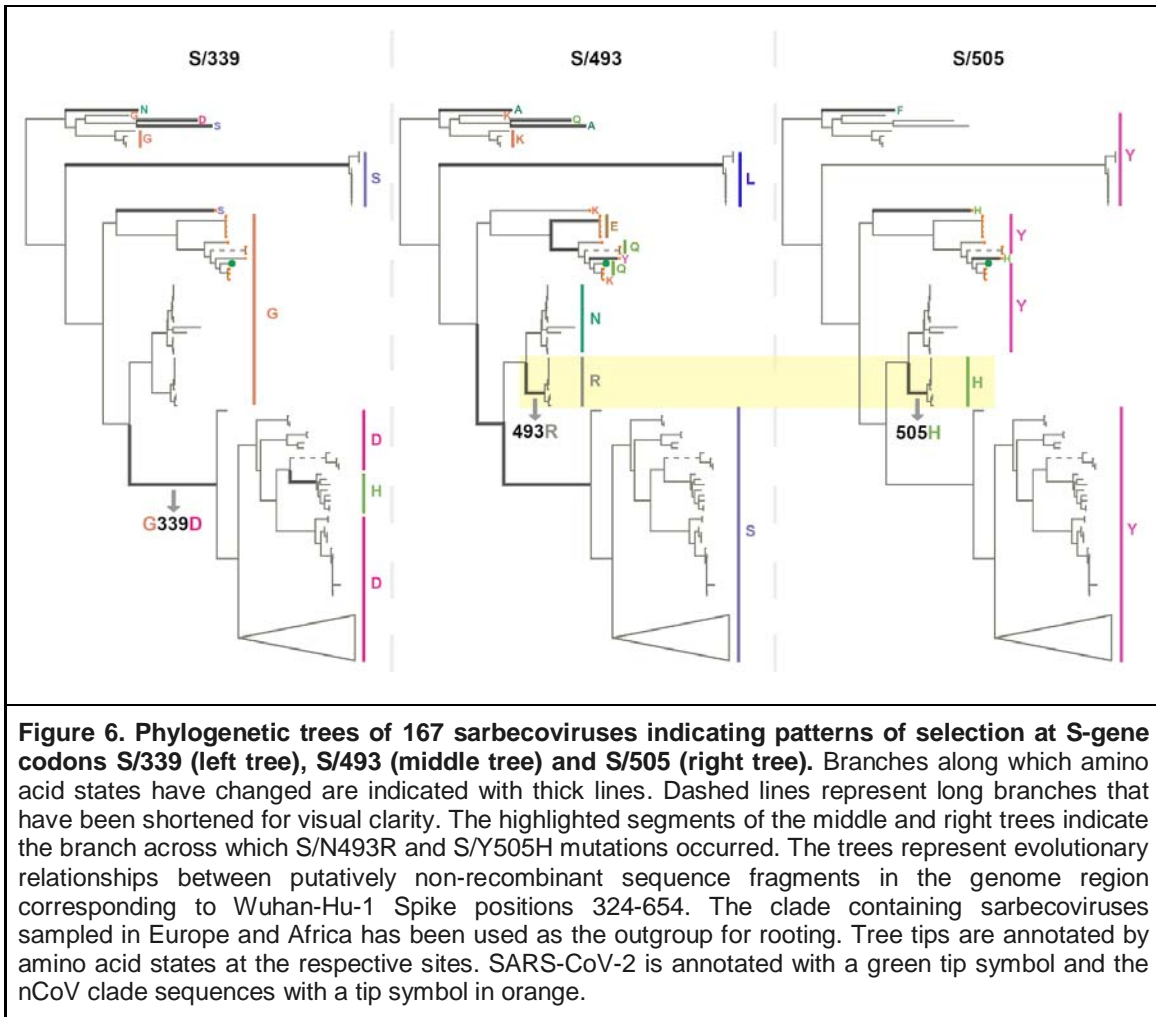 S/339
S/493
S/505
N
G
D
S
G
S
S
G
D
H
D
G339D
A
K
Q
A
K
L
K
E
Q
Y
Q
K
N
R
493R
S
F
Y
H
Y
H
Y
H
505H
Y
Figure 6. Phylogenetic trees of 167 sarbecoviruses indicating patterns of selection at S-gene
codons S/339 (left tree), S/493 (middle tree) and S/505 (right tree). Branches along which amino
acid states have changed are indicated with thick lines. Dashed lines represent long branches that
have been shortened for visual clarity. The highlighted segments of the middle and right trees indicate
the branch across which S/N493R and S/Y505H mutations occurred. The trees represent evolutionary
relationships between putatively non-recombinant sequence fragments in the genome region
corresponding to Wuhan-Hu-1 Spike positions 324-654. The clade containing sarbecoviruses
sampled in Europe and Africa has been used as the outgroup for rooting. Tree tips are annotated by
amino acid states at the respective sites. SARS-CoV-2 is annotated with a green tip symbol and the
nCoV clade sequences with a tip symbol in orange.